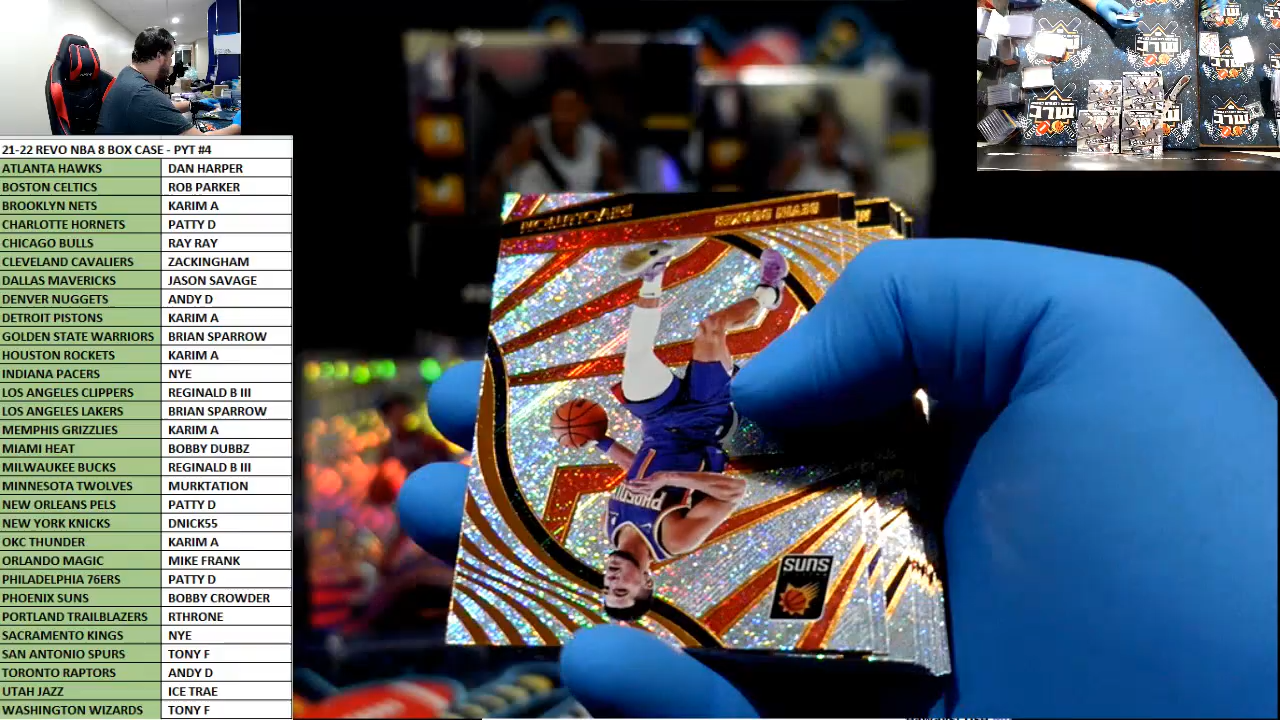 21-22 REVO NBA 8 BOX CASE - PYT #4
ATLANTA HAWKS DAN HARPER
BOSTON CELTICS ROB PARKER
BROOKLYN NETS KARIM A
CHARLOTTE HORNETS PATTY D
CHICAGO BULLS RAY RAY
CLEVELAND CAVALIERS ZACKINGHAM
DALLAS MAVERICKS JASON SAVAGE
DENVER NUGGETS ANDY D
DETROIT PISTONS KARIM A
GOLDEN STATE WARRIORS BRIAN SPARROW
HOUSTON ROCKETS KARIM A
INDIANA PACERS NYE
LOS ANGELES CLIPPERS REGINALD B III
LOS ANGELES LAKERS BRIAN SPARROW
MEMPHIS GRIZZLIES KARIM A
MIAMI HEAT BOBBY DUBBZ
MILWAUKEE BUCKS REGINALD B III
MINNESOTA TWOLVES MURKTATION
NEW ORLEANS PELS PATTY D
NEW YORK KNICKS DNICK55
OKC THUNDER KARIM A
ORLANDO MAGIC MIKE FRANK
PHILADELPHIA 76ERS PATTY D
PHOENIX SUNS BOBBY CROWDER
PORTLAND TRAILBLAZERS RTHRONE
SACRAMENTO KINGS NYE
SAN ANTONIO SPURS TONY F
TORONTO RAPTORS ANDY D
UTAH JAZZ ICE TRAE
WASHINGTON WIZARDS TONY F
REVOLUTION
DEVIN BOOKER
PHOENIX
SUNS
MLC